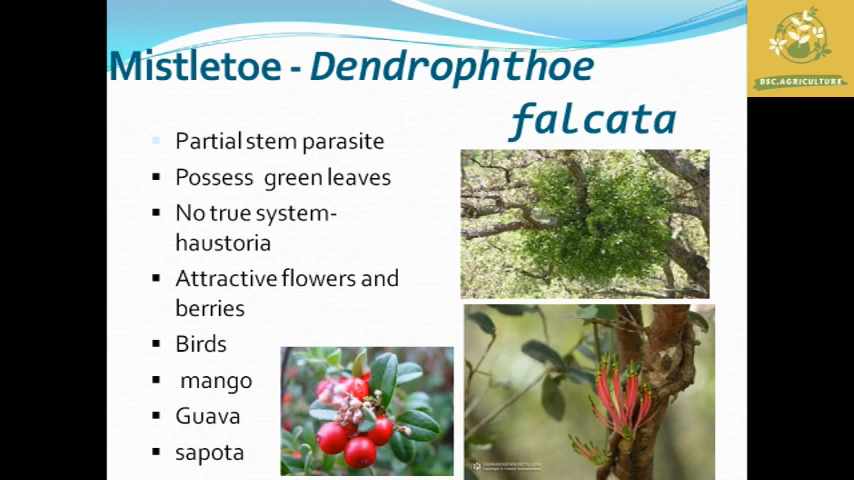 Mistletoe - Dendrophthoe
falcata
Partial stem parasite
Possess green leaves
No true system-
haustoria
Attractive flowers and
berries
Birds
mango
Guava
sapota
BSC.AGRICULTURE